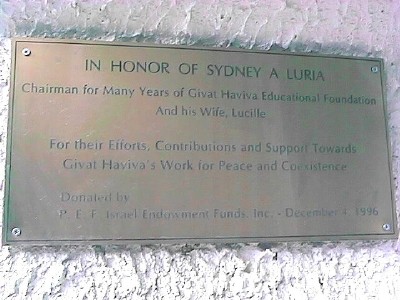 IN HONOR OF SYDNEY A LURIA
Chairman for Many Years of Givat Haviva Educational Foundation
And his Wife, Lucille
For their Efforts, Contributions and Support Towards
Givat Haviva's Work for Peace and Coexistence
Donated by
P. E. F. Israel Endowment Funds, Inc. - December 4, 1996